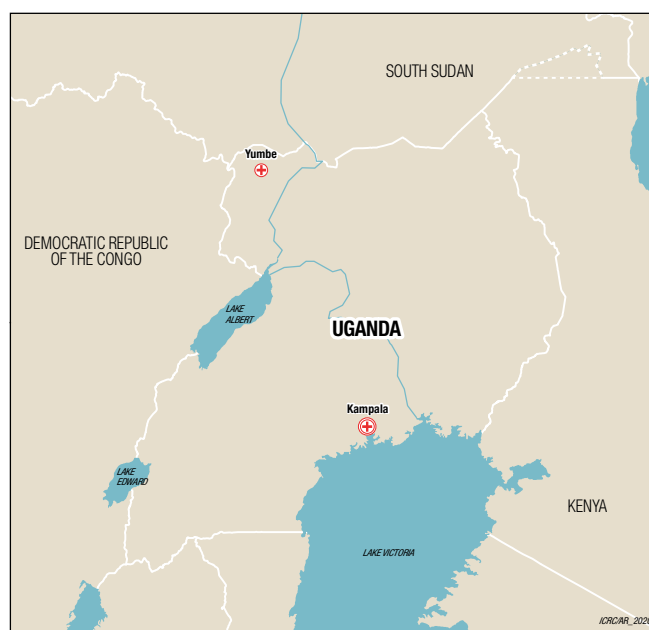 SOUTH SUDAN
Yumbe
DEMOCRATIC REPUBLIC
OF THE CONGO
LAKE
ALBERT
UGANDA
Kampala
LAKE
EDWARD
KENYA
LAKE VICTORIA
ICRC/AR_2020